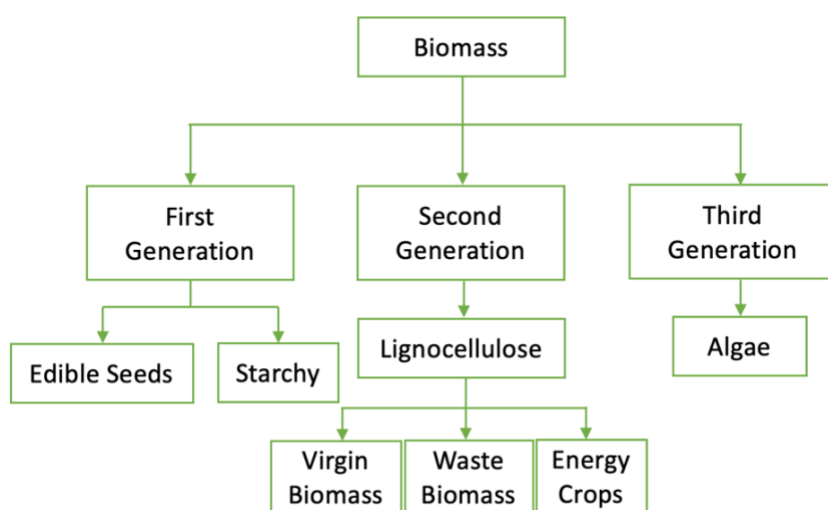 Biomass
First
Generation
Second
Generation
Third
Generation
Edible Seeds
Starchy
Lignocellulose
Algae
Virgin
Biomass
Waste
Biomass
Energy
Crops